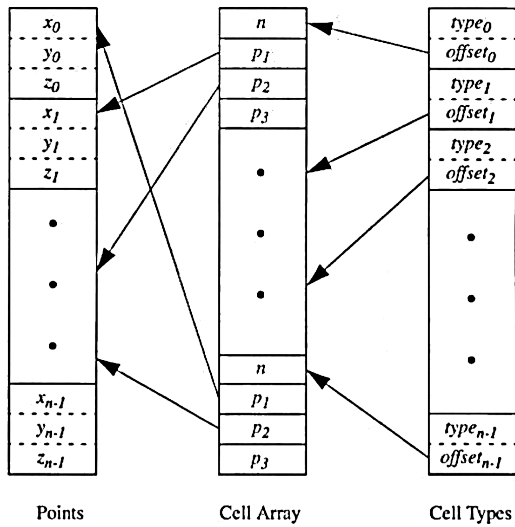 x₀ n type₀
y₀ p₁ offset₀
z₀ p₂ type₁
x₁ p₃ offset₁
y₁ type₂
z₁ offset₂
n
xₙ₋₁ p₁
yₙ₋₁ p₂ typeₙ₋₁
zₙ₋₁ p₃ offsetₙ₋₁
Points Cell Array Cell Types